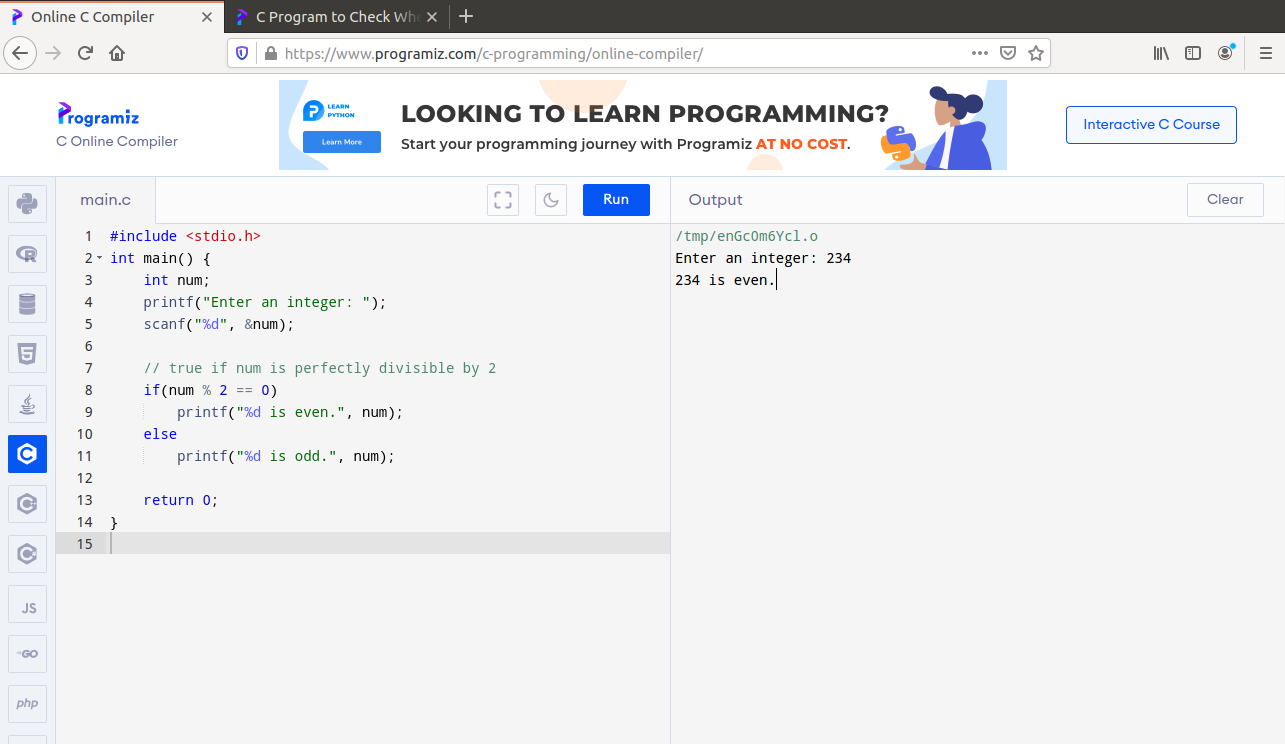 Online C Compiler
C Program to Check Whe
https://www.programiz.com/c-programming/online-compiler/
Programiz
C Online Compiler
LEARN
PYTHON
Learn More
LOOKING TO LEARN PROGRAMMING?
Start your programming journey with Programiz AT NO COST.
Interactive C Course
main.c
Run
Output
Clear
1 #include <stdio.h>
2 int main() {
3     int num;
4     printf("Enter an integer: ");
5     scanf("%d", &num);
6
7     // true if num is perfectly divisible by 2
8     if(num % 2 == 0)
9         printf("%d is even.", num);
10     else
11         printf("%d is odd.", num);
12
13     return 0;
14 }
15
/tmp/enGcOm6Ycl.o
Enter an integer: 234
234 is even.
R
5
C
C
C
JS
GO
php